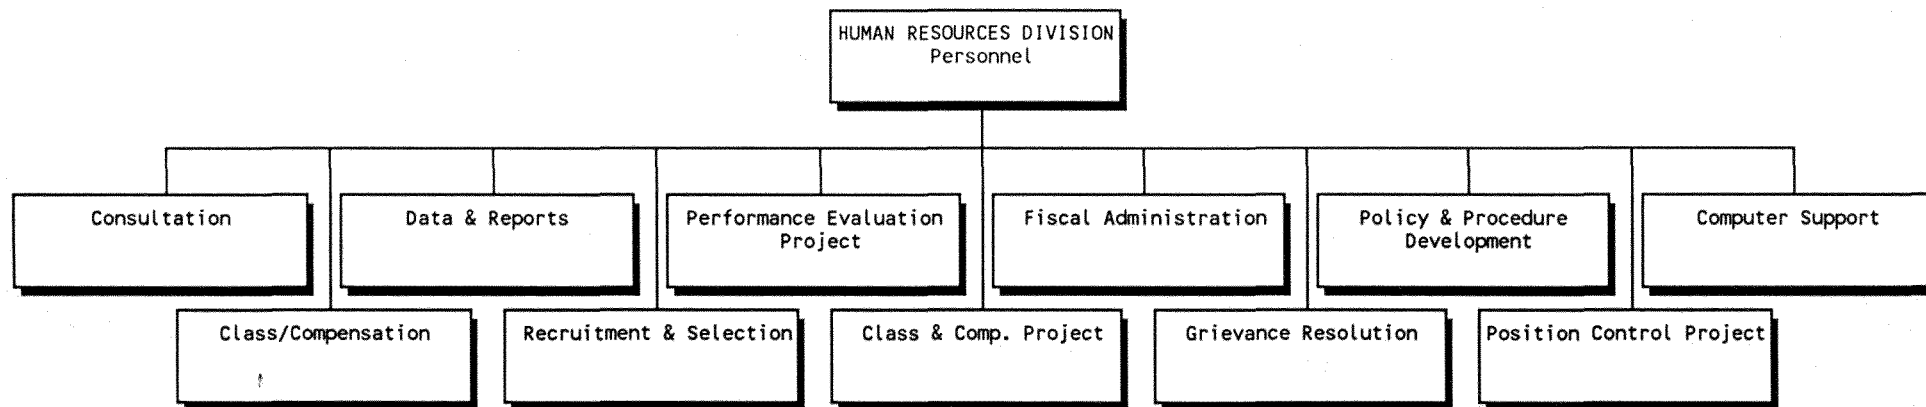 HUMAN RESOURCES DIVISION
Personnel
Consultation
Data & Reports
Performance Evaluation
Project
Fiscal Administration
Policy & Procedure
Development
Computer Support
Class/Compensation
Recruitment & Selection
Class & Comp. Project
Grievance Resolution
Position Control Project